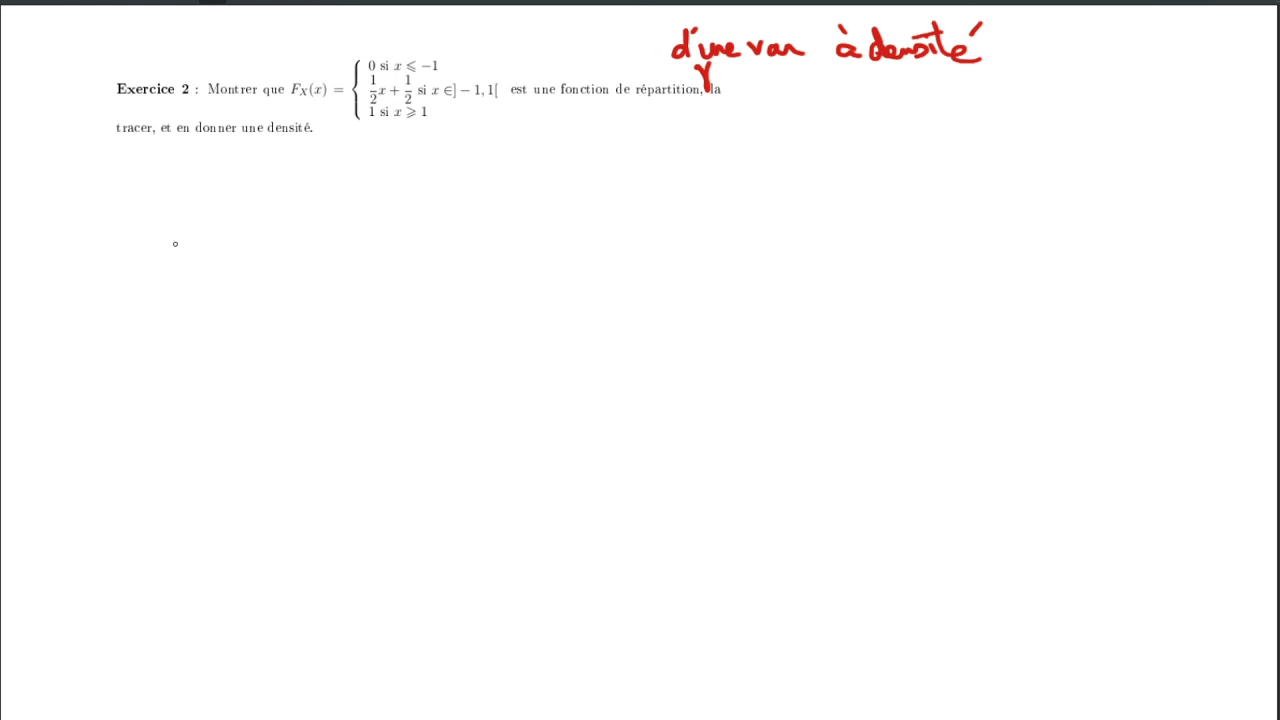 d'une var à densité
Exercice 2 : Montrer que F_X(x) = { 0 si x ⩽ −1
1/2 x + 1/2 si x ∈] − 1, 1[ est une fonction de répartition, la
1 si x ⩾ 1
tracer, et en donner une densité.